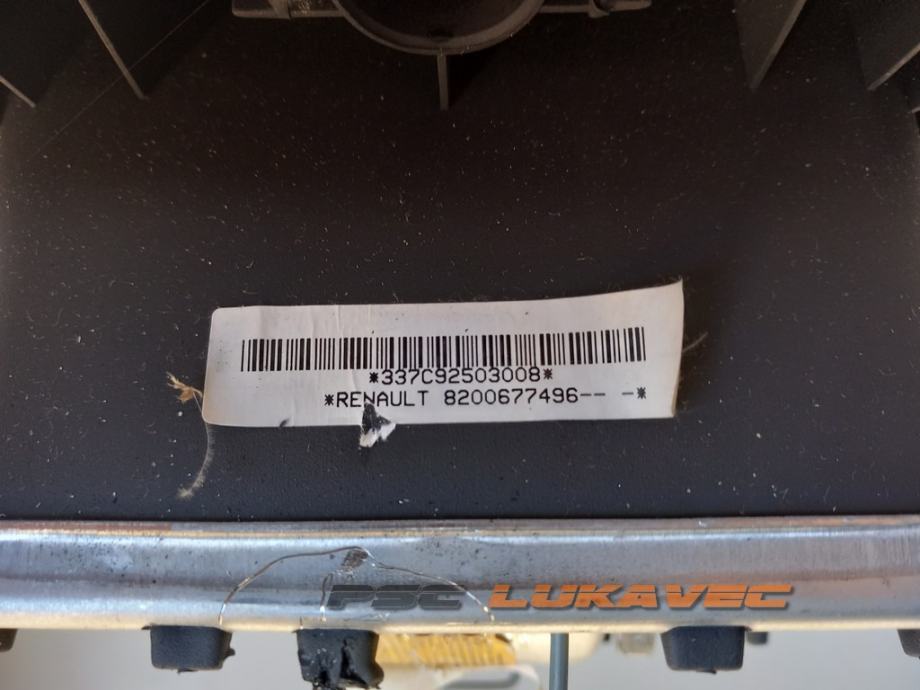 *337C92503008*
*RENAULT 8200677496-- -*
PSC LUKAVEC